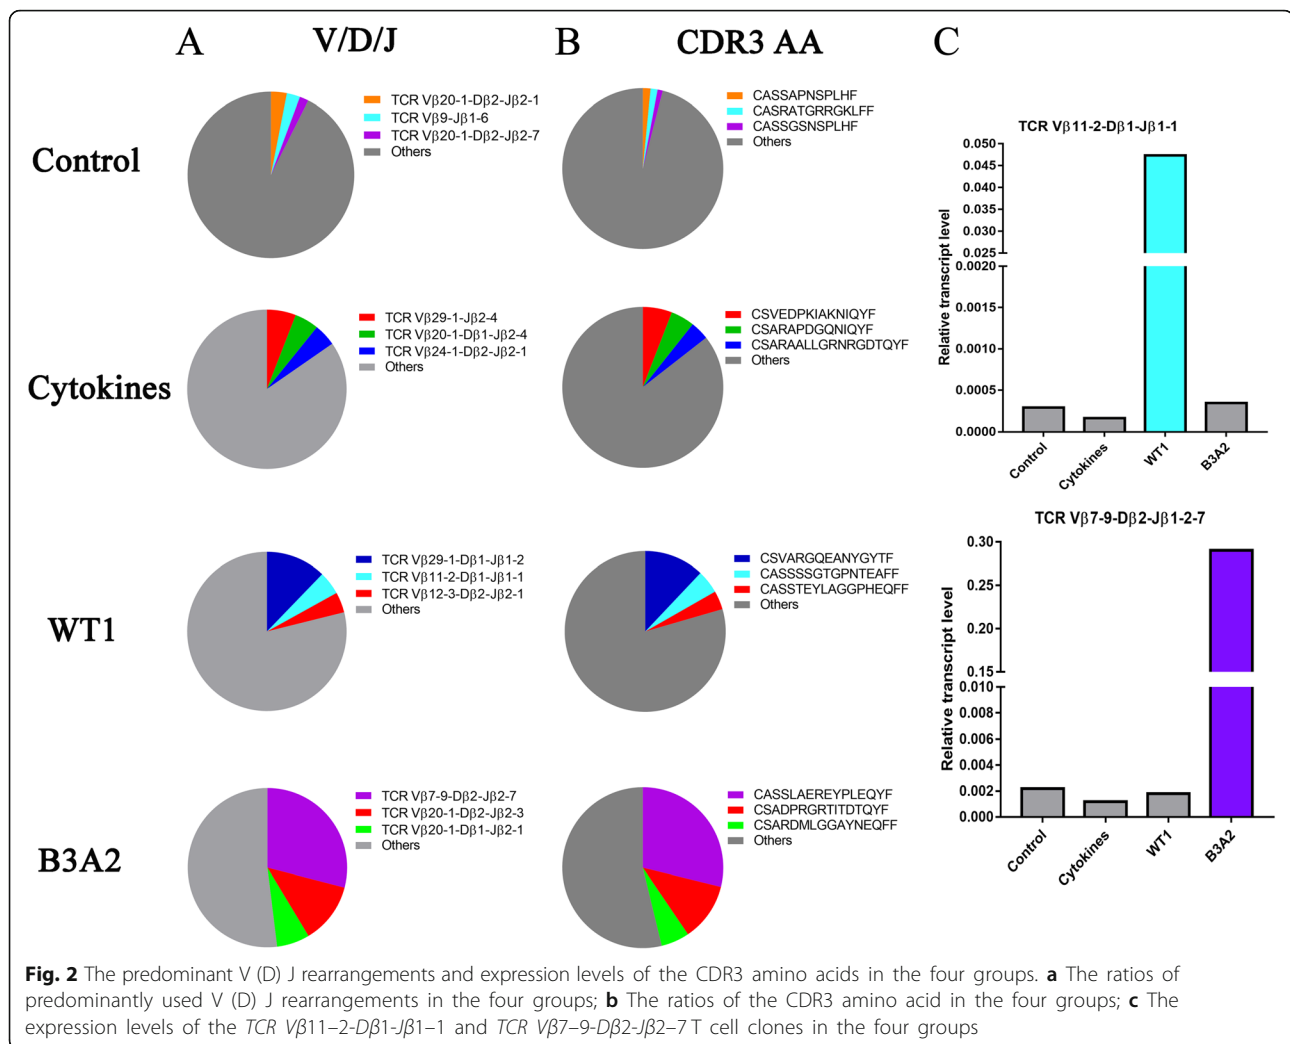 A V/D/J B CDR3 AA C
Control
TCR Vβ20-1-Dβ2-Jβ2-1
TCR Vβ9-Jβ1-6
TCR Vβ20-1-Dβ2-Jβ2-7
Others
CASSAPNSPLHF
CASRATGRRGKLFF
CASSGSNSPLHF
Others
Cytokines
TCR Vβ29-1-Jβ2-4
TCR Vβ20-1-Dβ1-Jβ2-4
TCR Vβ24-1-Dβ2-Jβ2-1
Others
CSVEDPKIAKNIQYF
CSARAPDGQNIQYF
CSARAALLGRNRGDTQYF
Others
WT1
TCR Vβ29-1-Dβ1-Jβ1-2
TCR Vβ11-2-Dβ1-Jβ1-1
TCR Vβ12-3-Dβ2-Jβ2-1
Others
CSVARGQEANYGYTF
CASSSSGTGPNTEAFF
CASSTEYLAGGPHEQFF
Others
B3A2
TCR Vβ7-9-Dβ2-Jβ2-7
TCR Vβ20-1-Dβ2-Jβ2-3
TCR Vβ20-1-Dβ1-Jβ2-1
Others
CASSLAEREYPLEQYF
CSADPRGRTITDTQYF
CSARDMLGGAYNEQFF
Others
TCR Vβ11-2-Dβ1-Jβ1-1
Relative transcript level
0.050
0.045
0.040
0.035
0.030
0.025
0.0020
0.0015
0.0010
0.0005
0.0000
Control Cytokines WT1 B3A2
TCR Vβ7-9-Dβ2-Jβ1-2-7
Relative transcript level
0.30
0.25
0.20
0.15
0.010
0.008
0.006
0.004
0.002
0.000
Control Cytokines WT1 B3A2
Fig. 2 The predominant V (D) J rearrangements and expression levels of the CDR3 amino acids in the four groups. a The ratios of
predominantly used V (D) J rearrangements in the four groups; b The ratios of the CDR3 amino acid in the four groups; c The
expression levels of the TCR Vβ11–2-Dβ1-Jβ1–1 and TCR Vβ7–9-Dβ2-Jβ2–7 T cell clones in the four groups